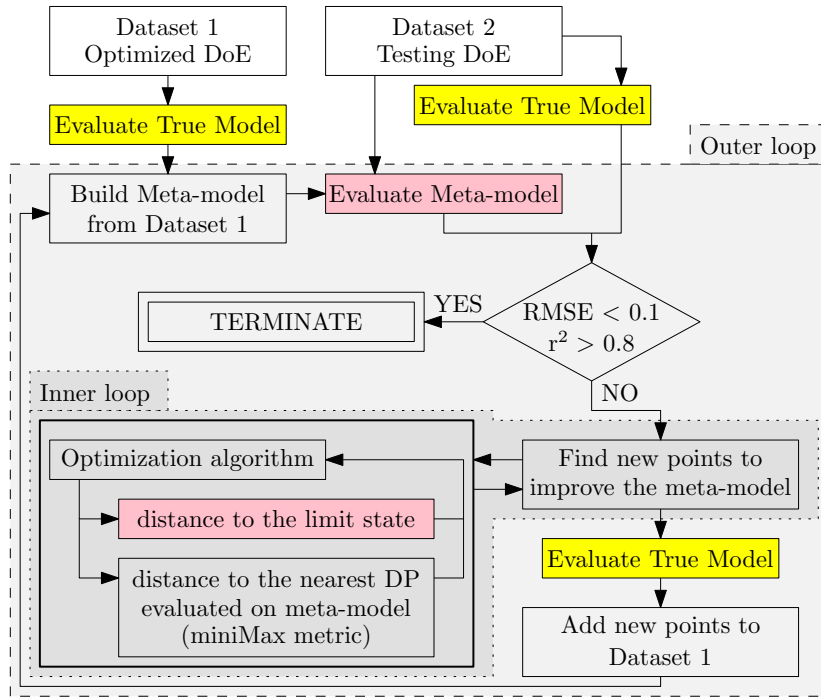 Dataset 1
Optimized DoE
Dataset 2
Testing DoE
Evaluate True Model
Evaluate True Model
Outer loop
Build Meta-model
from Dataset 1
Evaluate Meta-model
RMSE < 0.1
r² > 0.8
YES
TERMINATE
NO
Inner loop
Optimization algorithm
distance to the limit state
distance to the nearest DP
evaluated on meta-model
(miniMax metric)
Find new points to
improve the meta-model
Evaluate True Model
Add new points to
Dataset 1